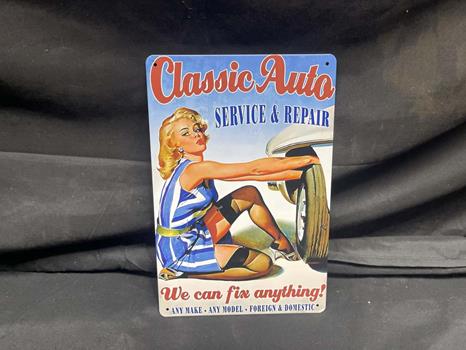 Classic Auto
SERVICE & REPAIR
We can fix anything!
ANY MAKE • ANY MODEL • FOREIGN & DOMESTIC